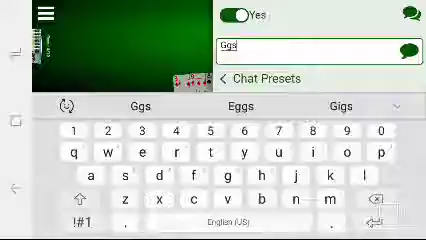 Yes
Ggs
Chat Presets
Ggs Eggs Gigs
1 2 3 4 5 6 7 8 9 0
q w e r t y u i o p
a s d f g h j k l
z x c v b n m
!#1 , English (US) .